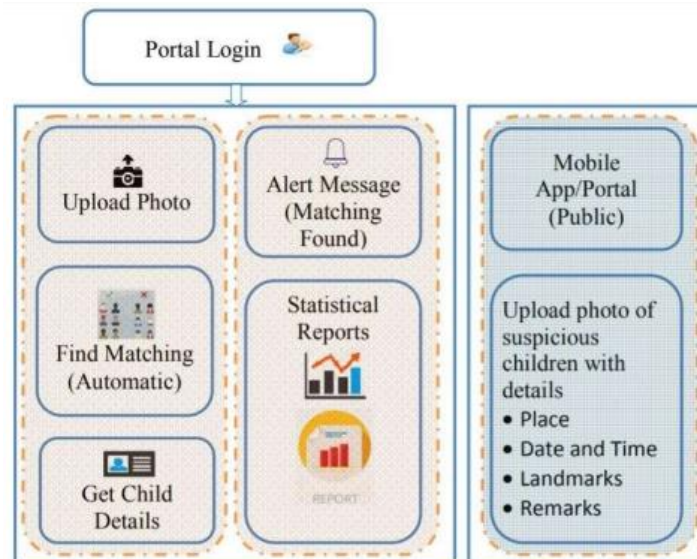 Portal Login
Upload Photo
Find Matching
(Automatic)
Get Child
Details
Alert Message
(Matching
Found)
Statistical
Reports
REPORT
Mobile
App/Portal
(Public)
Upload photo of
suspicious
children with
details
• Place
• Date and Time
• Landmarks
• Remarks